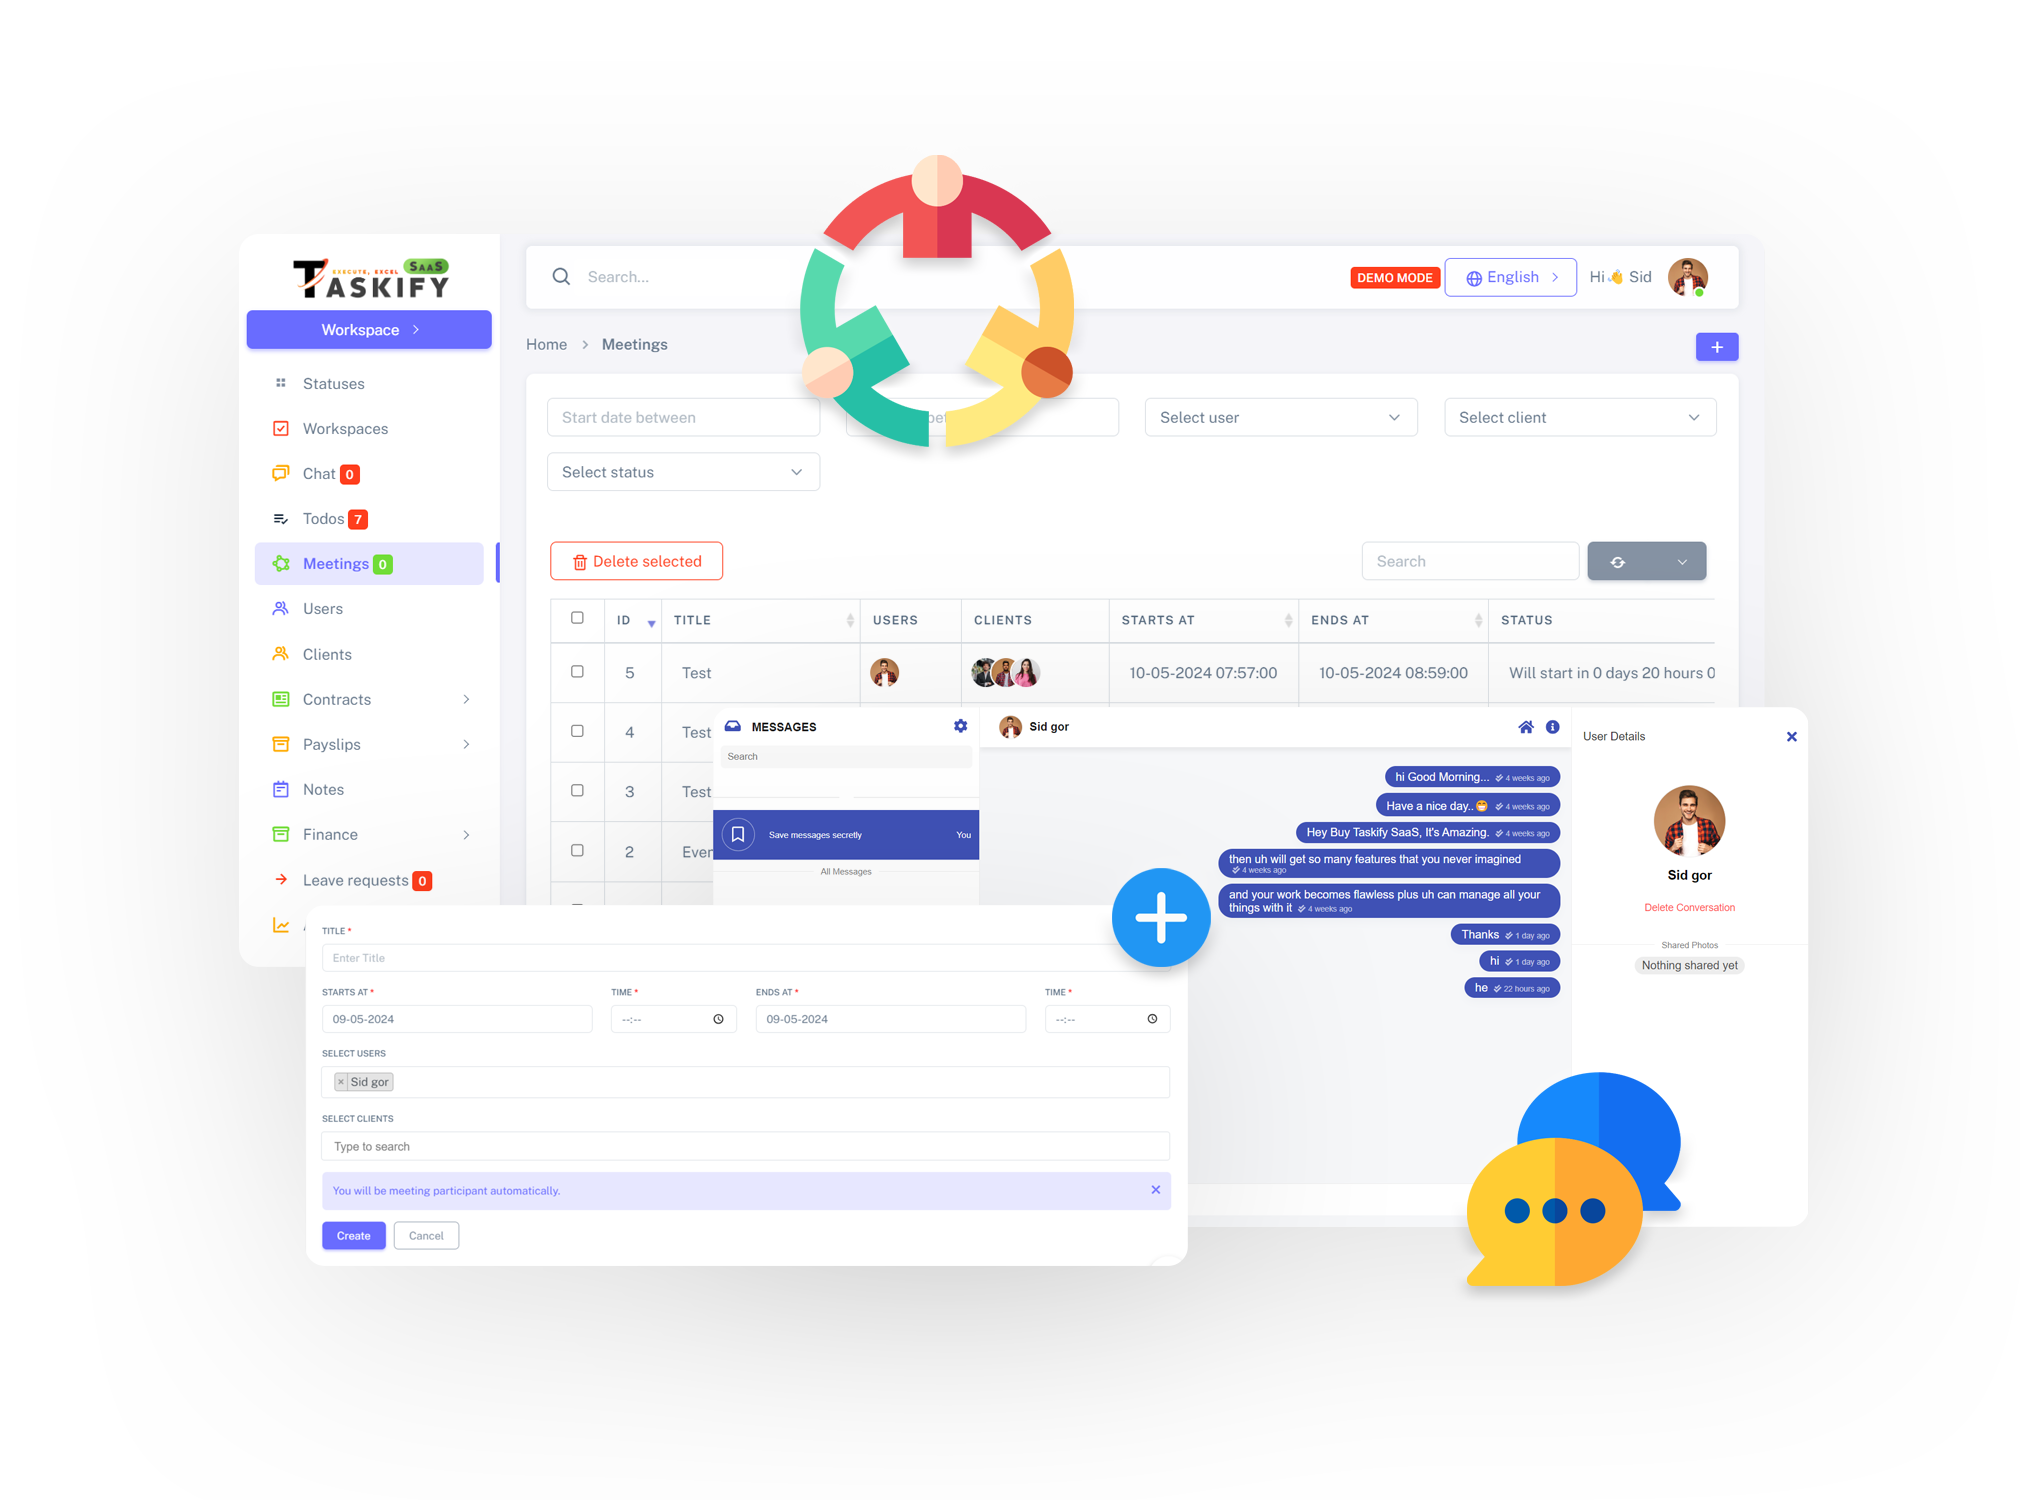 EXECUTE, EXCEL SAAS
TASKIFY
Workspace
Statuses
Workspaces
Chat 0
Todos 7
Meetings 0
Users
Clients
Contracts
Payslips
Notes
Finance
Leave requests 0
Search...
DEMO MODE
English
Hi👋 Sid
Home > Meetings
+
Start date between
Select user
Select client
Select status
Delete selected
Search
ID TITLE USERS CLIENTS STARTS AT ENDS AT STATUS
5 Test 10-05-2024 07:57:00 10-05-2024 08:59:00 Will start in 0 days 20 hours 0
4 Test
3 Test
2 Ever
MESSAGES
Search
Save messages secretly You
All Messages
Sid gor
hi Good Morning... 4 weeks ago
Have a nice day..😁 4 weeks ago
Hey Buy Taskify SaaS, It's Amazing. 4 weeks ago
then uh will get so many features that you never imagined
4 weeks ago
and your work becomes flawless plus uh can manage all your
things with it 4 weeks ago
Thanks 1 day ago
hi 1 day ago
he 22 hours ago
User Details
Sid gor
Delete Conversation
Shared Photos
Nothing shared yet
TITLE *
Enter Title
STARTS AT * TIME * ENDS AT * TIME *
09-05-2024 --:-- 09-05-2024 --:--
SELECT USERS
× Sid gor
SELECT CLIENTS
Type to search
You will be meeting participant automatically.
Create Cancel